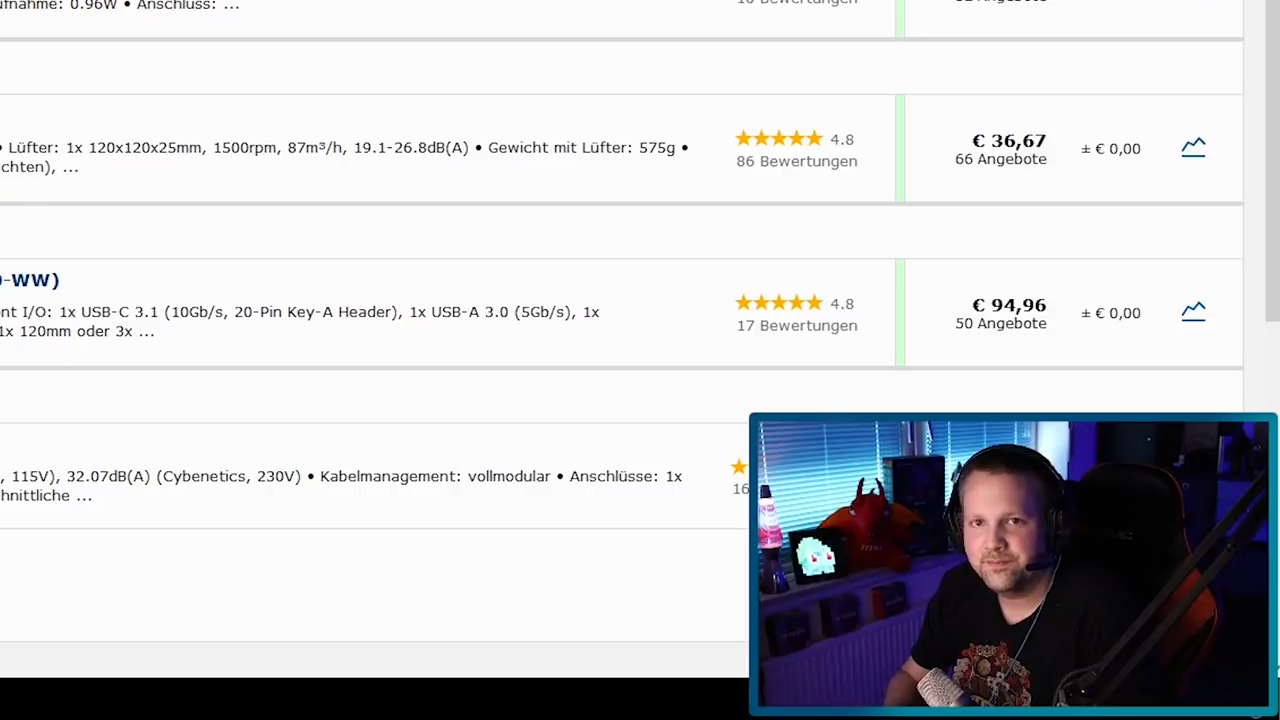 ufnahme: 0.96W • Anschluss: ...
• Lüfter: 1x 120x120x25mm, 1500rpm, 87m³/h, 19.1-26.8dB(A) • Gewicht mit Lüfter: 575g •
chten), ...
4.8
86 Bewertungen
€ 36,67
66 Angebote
± € 0,00
-WW)
nt I/O: 1x USB-C 3.1 (10Gb/s, 20-Pin Key-A Header), 1x USB-A 3.0 (5Gb/s), 1x
1x 120mm oder 3x ...
4.8
17 Bewertungen
€ 94,96
50 Angebote
± € 0,00
, 115V), 32.07dB(A) (Cybenetics, 230V) • Kabelmanagement: vollmodular • Anschlüsse: 1x
hnittliche ...
16